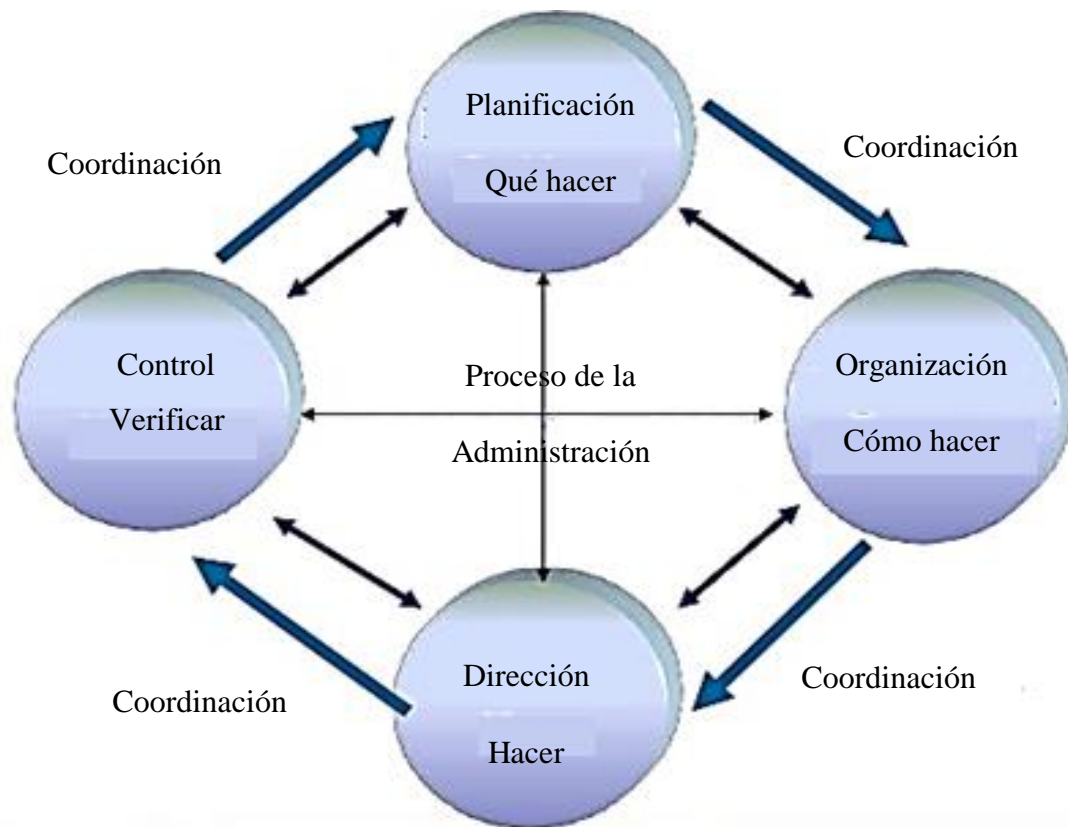 Planificación
Qué hacer
Coordinación
Coordinación
Control
Verificar
Proceso de la
Administración
Organización
Cómo hacer
Coordinación
Coordinación
Dirección
Hacer